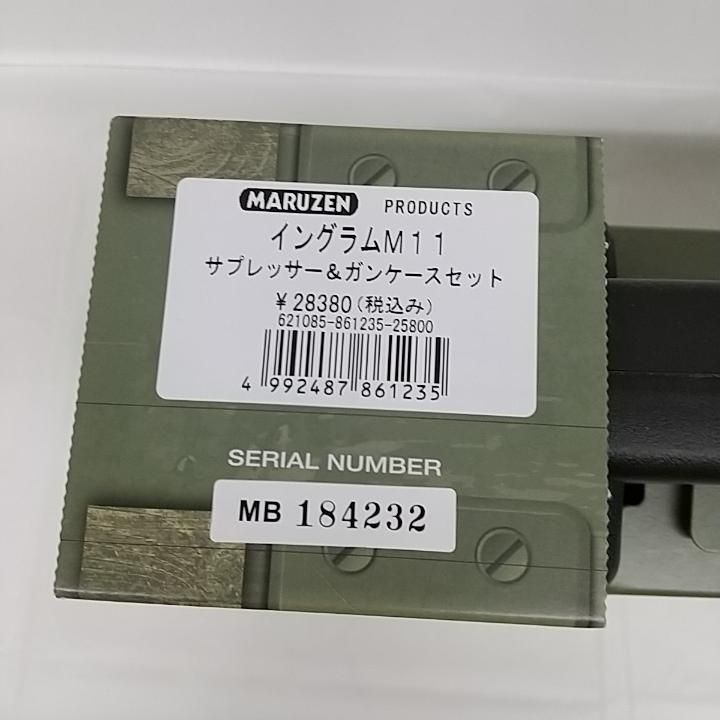 MARUZEN PRODUCTS
イングラムM11
サプレッサー&ガンケースセット
¥28380(税込み)
621085-861235-25800
4 992487 861235
SERIAL NUMBER
MB 184232